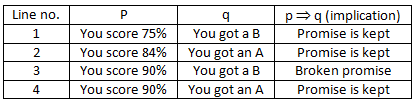 Line no. P q p ⇒ q (implication)
1 You score 75% You got a B Promise is kept
2 You score 84% You got an A Promise is kept
3 You score 90% You got a B Broken promise
4 You score 90% You got an A Promise is kept